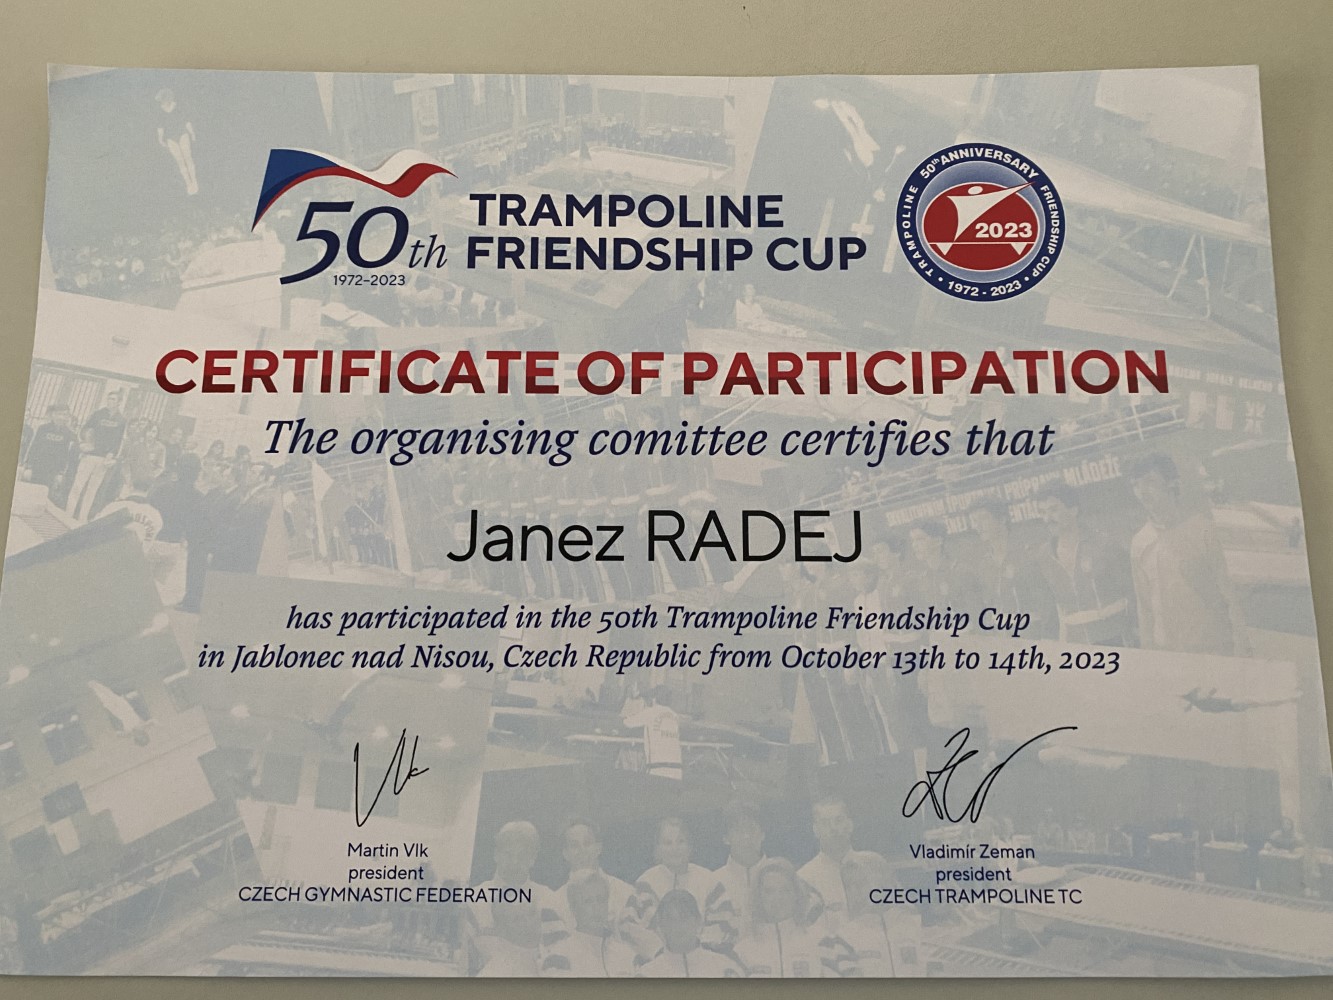 50th
1972–2023
TRAMPOLINE
FRIENDSHIP CUP
50th ANNIVERSARY
TRAMPOLINE FRIENDSHIP CUP
2023
• 1972 - 2023 •
CERTIFICATE OF PARTICIPATION
The organising comittee certifies that
Janez RADEJ
has participated in the 50th Trampoline Friendship Cup
in Jablonec nad Nisou, Czech Republic from October 13th to 14th, 2023
Martin Vlk
president
CZECH GYMNASTIC FEDERATION
Vladimír Zeman
president
CZECH TRAMPOLINE TC